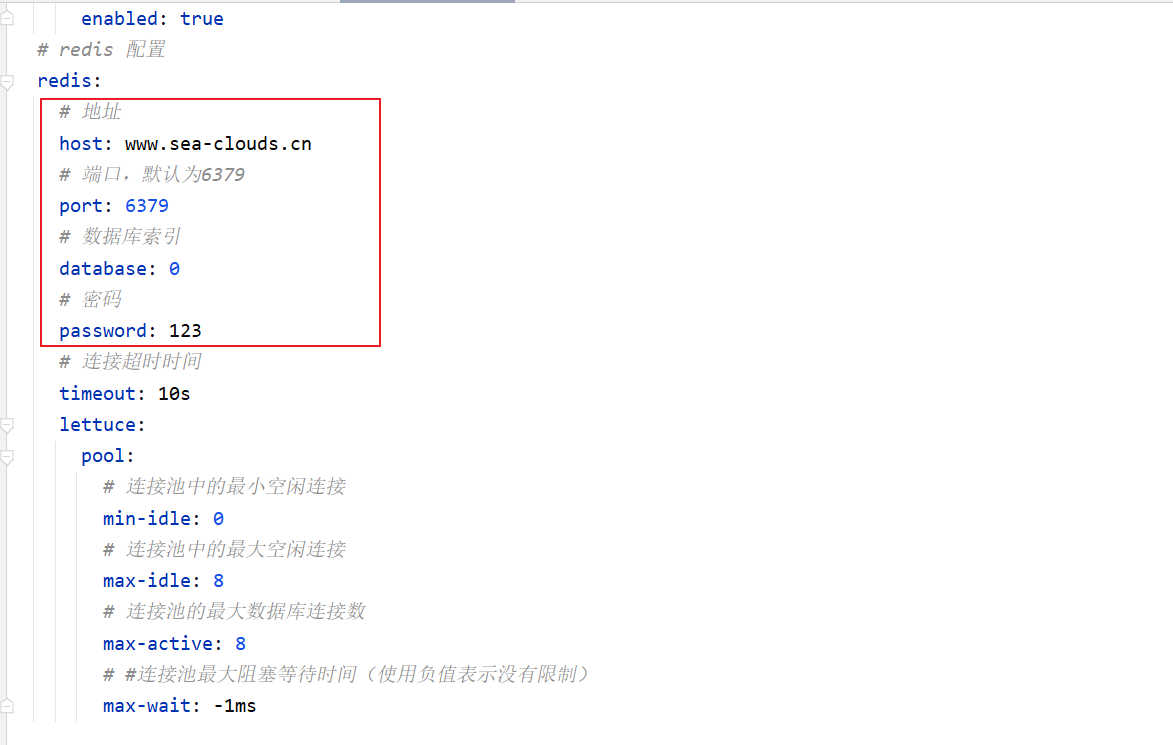 enabled: true
# redis 配置
redis:
# 地址
host: www.sea-clouds.cn
# 端口，默认为6379
port: 6379
# 数据库索引
database: 0
# 密码
password: 123
# 连接超时时间
timeout: 10s
lettuce:
pool:
# 连接池中的最小空闲连接
min-idle: 0
# 连接池中的最大空闲连接
max-idle: 8
# 连接池的最大数据库连接数
max-active: 8
# #连接池最大阻塞等待时间（使用负值表示没有限制）
max-wait: -1ms